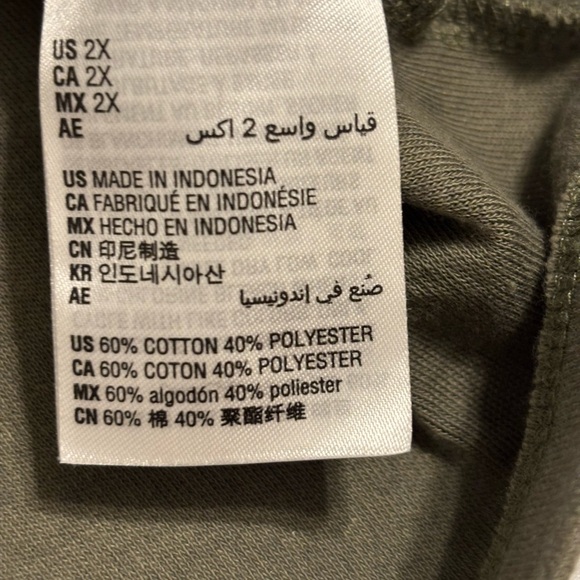 US 2X
CA 2X
MX 2X
AE قياس واسع 2 اكس
US MADE IN INDONESIA
CA FABRIQUÉ EN INDONÉSIE
MX HECHO EN INDONESIA
CN 印尼制造
KR 인도네시아산
AE صُنع في إندونيسيا
US 60% COTTON 40% POLYESTER
CA 60% COTON 40% POLYESTER
MX 60% algodón 40% poliester
CN 60% 棉 40% 聚酯纤维